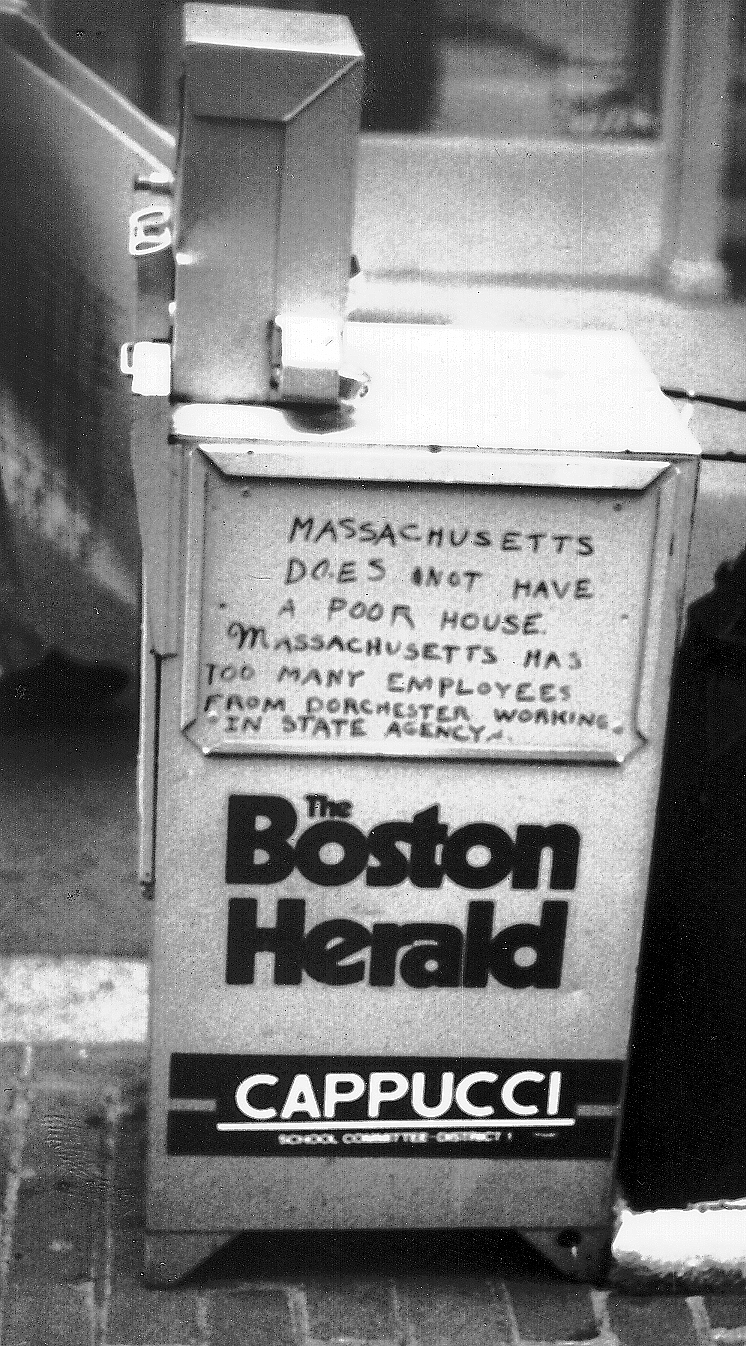 MASSACHUSETTS
DOES NOT HAVE
A POOR HOUSE.
MASSACHUSETTS HAS
TOO MANY EMPLOYEES
FROM DORCHESTER WORKING
IN STATE AGENCY.
The
Boston
Herald
CAPPUCCI
SCHOOL COMMITTEE-DISTRICT 1